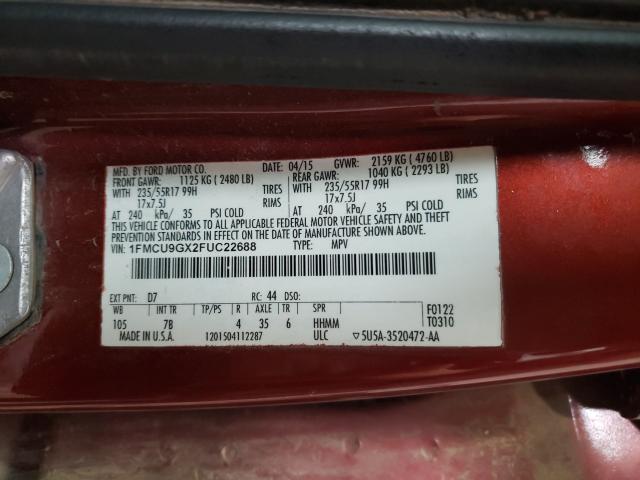 MFD. BY FORD MOTOR CO. DATE: 04/15 GVWR: 2159 KG ( 4760 LB)
FRONT GAWR: 1125 KG ( 2480 LB) REAR GAWR: 1040 KG ( 2293 LB)
WITH 235/55R17 99H TIRES WITH 235/55R17 99H TIRES
17x7.5J RIMS 17x7.5J RIMS
AT 240 kPa/ 35 PSI COLD AT 240 kPa/ 35 PSI COLD
THIS VEHICLE CONFORMS TO ALL APPLICABLE FEDERAL MOTOR VEHICLE SAFETY AND THEFT
PREVENTION STANDARDS IN EFFECT ON THE DATE OF MANUFACTURE SHOWN ABOVE.
VIN: 1FMCU9GX2FUC22688 TYPE: MPV
EXT PNT: D7 RC: 44 DSO:
WB INT TR TP/PS R AXLE TR SPR F0122
105 7B 4 35 6 HHMM T0310
MADE IN U.S.A. 1201504112287 ULC ▽5U5A-3520472-AA